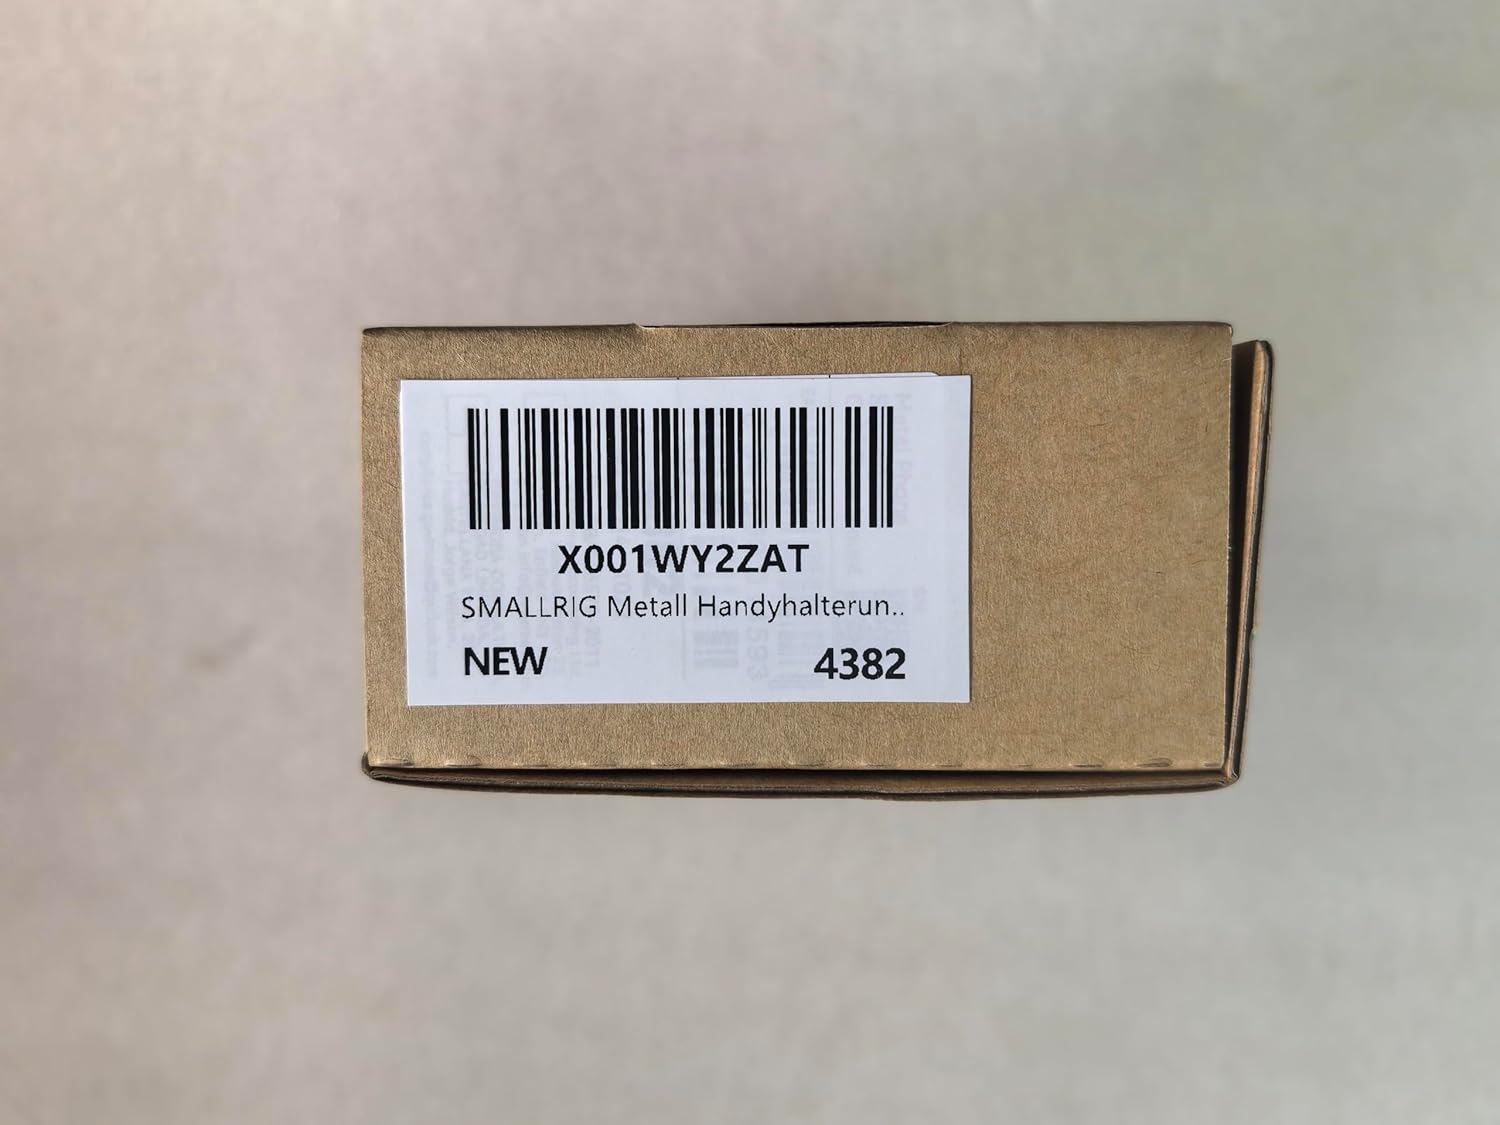 X001WY2ZAT
SMALLRIG Metall Handyhalterun..
NEW 4382